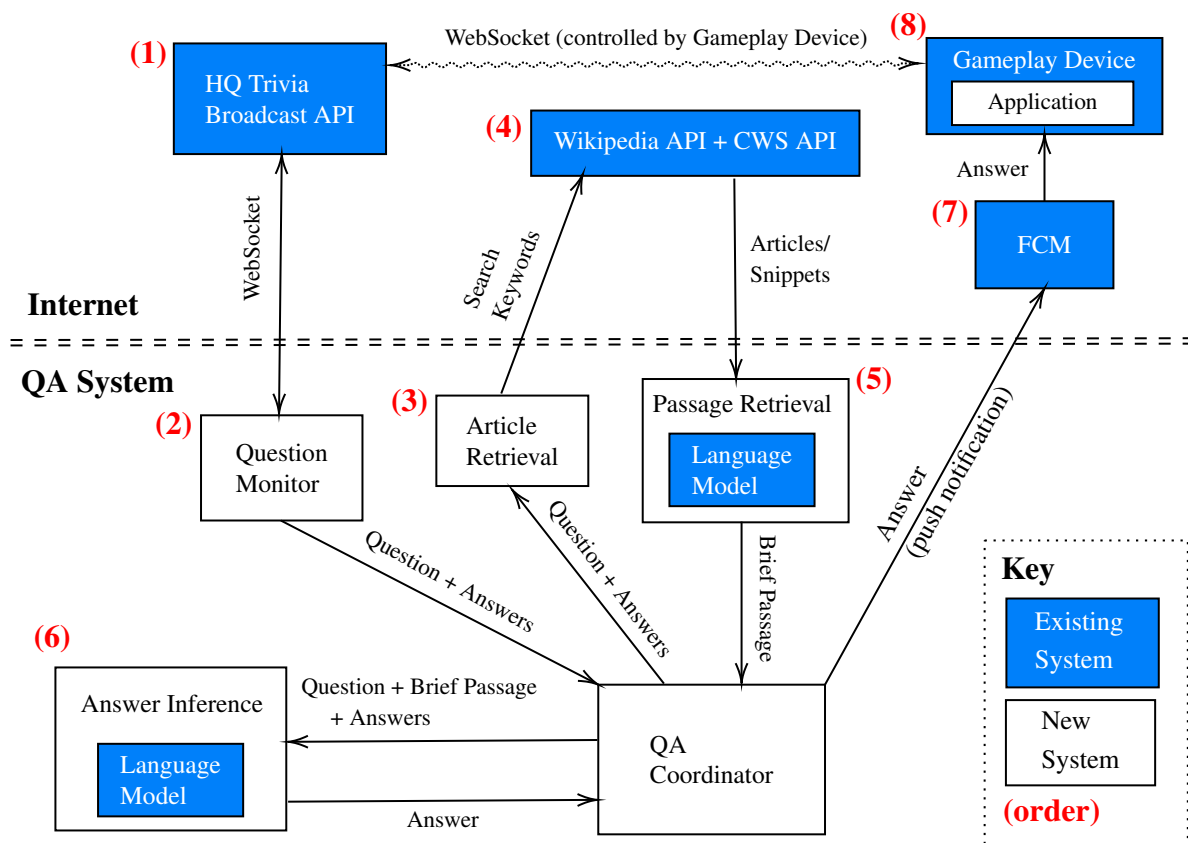 (1)
HQ Trivia
Broadcast API
WebSocket (controlled by Gameplay Device)
(8)
Gameplay Device
Application
(4)
Wikipedia API + CWS API
Answer
(7)
FCM
WebSocket
Search
Keywords
Articles/
Snippets
Internet
QA System
(2)
Question
Monitor
(3)
Article
Retrieval
(5)
Passage Retrieval
Language
Model
Question + Answers
Question + Answers
Brief Passage
Answer
(push notification)
(6)
Answer Inference
Language
Model
Question + Brief Passage
+ Answers
Answer
QA
Coordinator
Key
Existing
System
New
System
(order)